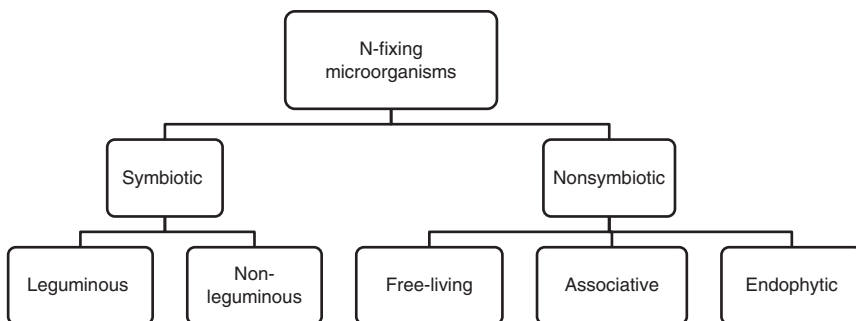 N-fixing
microorganisms
Symbiotic
Nonsymbiotic
Leguminous
Non-
leguminous
Free-living
Associative
Endophytic